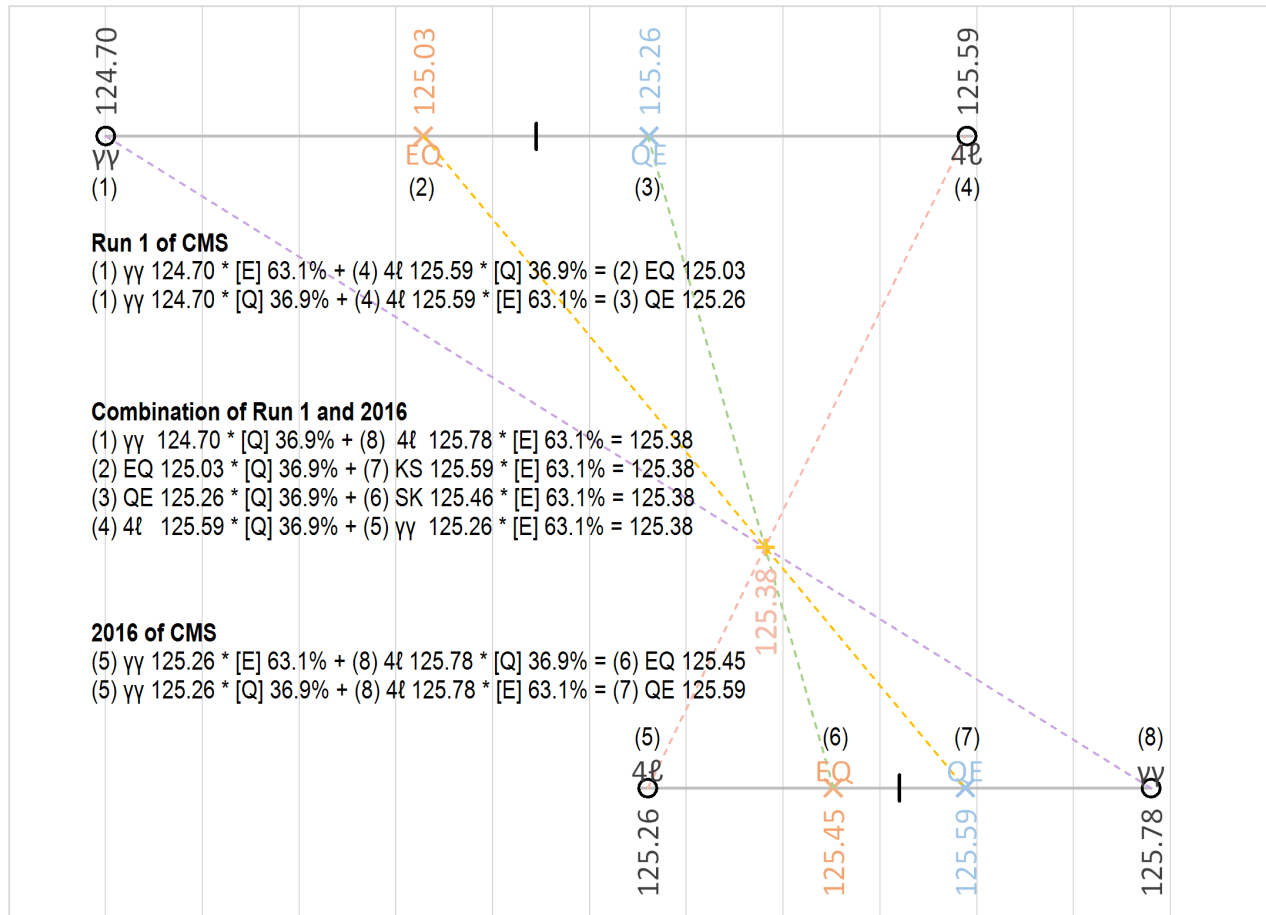 124.70
125.03
125.26
125.59
γγ
EQ
QE
4ℓ
(1)
(2)
(3)
(4)
Run 1 of CMS
(1) γγ 124.70 * [E] 63.1% + (4) 4ℓ 125.59 * [Q] 36.9% = (2) EQ 125.03
(1) γγ 124.70 * [Q] 36.9% + (4) 4ℓ 125.59 * [E] 63.1% = (3) QE 125.26
Combination of Run 1 and 2016
(1) γγ 124.70 * [Q] 36.9% + (8) 4ℓ 125.78 * [E] 63.1% = 125.38
(2) EQ 125.03 * [Q] 36.9% + (7) KS 125.59 * [E] 63.1% = 125.38
(3) QE 125.26 * [Q] 36.9% + (6) SK 125.46 * [E] 63.1% = 125.38
(4) 4ℓ 125.59 * [Q] 36.9% + (5) γγ 125.26 * [E] 63.1% = 125.38
125.38
2016 of CMS
(5) γγ 125.26 * [E] 63.1% + (8) 4ℓ 125.78 * [Q] 36.9% = (6) EQ 125.45
(5) γγ 125.26 * [Q] 36.9% + (8) 4ℓ 125.78 * [E] 63.1% = (7) QE 125.59
(5)
(6)
(7)
(8)
4ℓ
EQ
QE
γγ
125.26
125.45
125.59
125.78